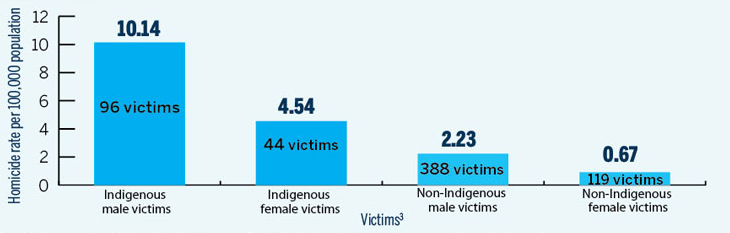 Homicide rate per 100,000 population
12
10
8
6
4
2
0
10.14
96 victims
4.54
44 victims
2.23
388 victims
0.67
119 victims
Indigenous
male victims
Indigenous
female victims
Non-Indigenous
male victims
Non-Indigenous
female victims
Victims³